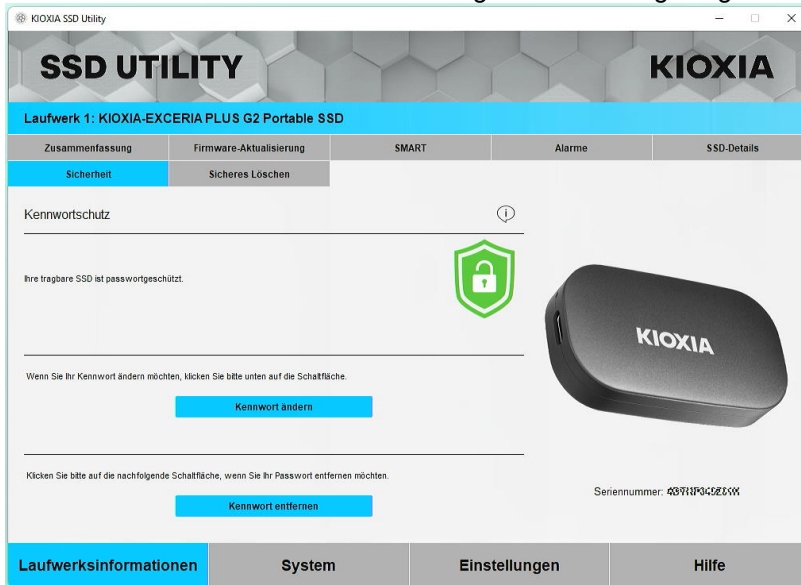 KIOXIA SSD Utility
SSD UTILITY
KIOXIA
Laufwerk 1: KIOXIA-EXCERIA PLUS G2 Portable SSD
Zusammenfassung
Firmware-Aktualisierung
SMART
Alarme
SSD-Details
Sicherheit
Sicheres Löschen
Kennwortschutz
Ihre tragbare SSD ist passwortgeschützt.
KIOXIA
Wenn Sie Ihr Kennwort ändern möchten, klicken Sie bitte unten auf die Schaltfläche.
Kennwort ändern
Klicken Sie bitte auf die nachfolgende Schaltfläche, wenn Sie Ihr Passwort entfernen möchten.
Kennwort entfernen
Seriennummer:
Laufwerksinformationen
System
Einstellungen
Hilfe